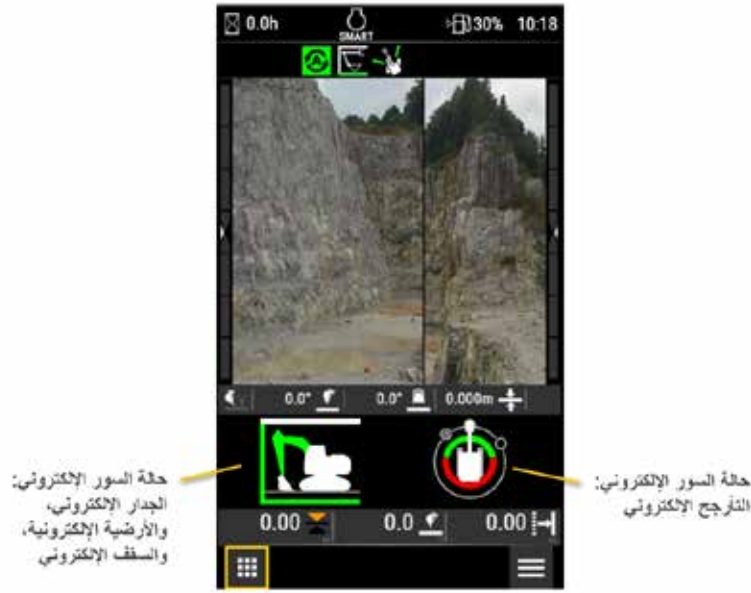 0.0h
SMART
30%
10:18
0.0°
0.0°
0.000m
حالة السور الإلكتروني:
الجدار الإلكتروني،
والأرضية الإلكترونية،
والسقف الإلكتروني
حالة السور الإلكتروني:
التأرجح الإلكتروني
0.00
0.0
0.00